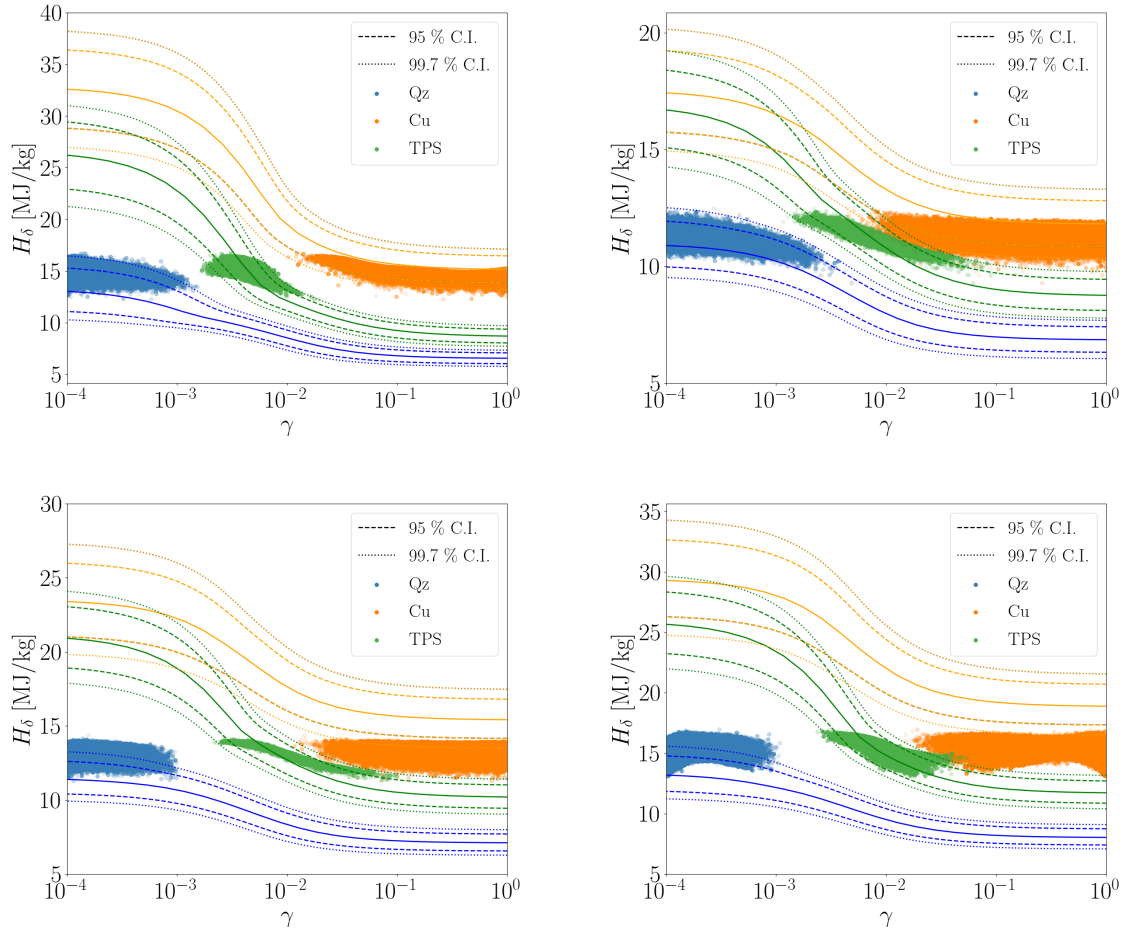 40
35
30
25
20
15
10
5
H_δ [MJ/kg]
10^{-4}
10^{-3}
10^{-2}
10^{-1}
10^0
γ
95 % C.I.
99.7 % C.I.
Qz
Cu
TPS
20
15
10
5
H_δ [MJ/kg]
10^{-4}
10^{-3}
10^{-2}
10^{-1}
10^0
γ
95 % C.I.
99.7 % C.I.
Qz
Cu
TPS
30
25
20
15
10
5
H_δ [MJ/kg]
10^{-4}
10^{-3}
10^{-2}
10^{-1}
10^0
γ
95 % C.I.
99.7 % C.I.
Qz
Cu
TPS
35
30
25
20
15
10
5
H_δ [MJ/kg]
10^{-4}
10^{-3}
10^{-2}
10^{-1}
10^0
γ
95 % C.I.
99.7 % C.I.
Qz
Cu
TPS